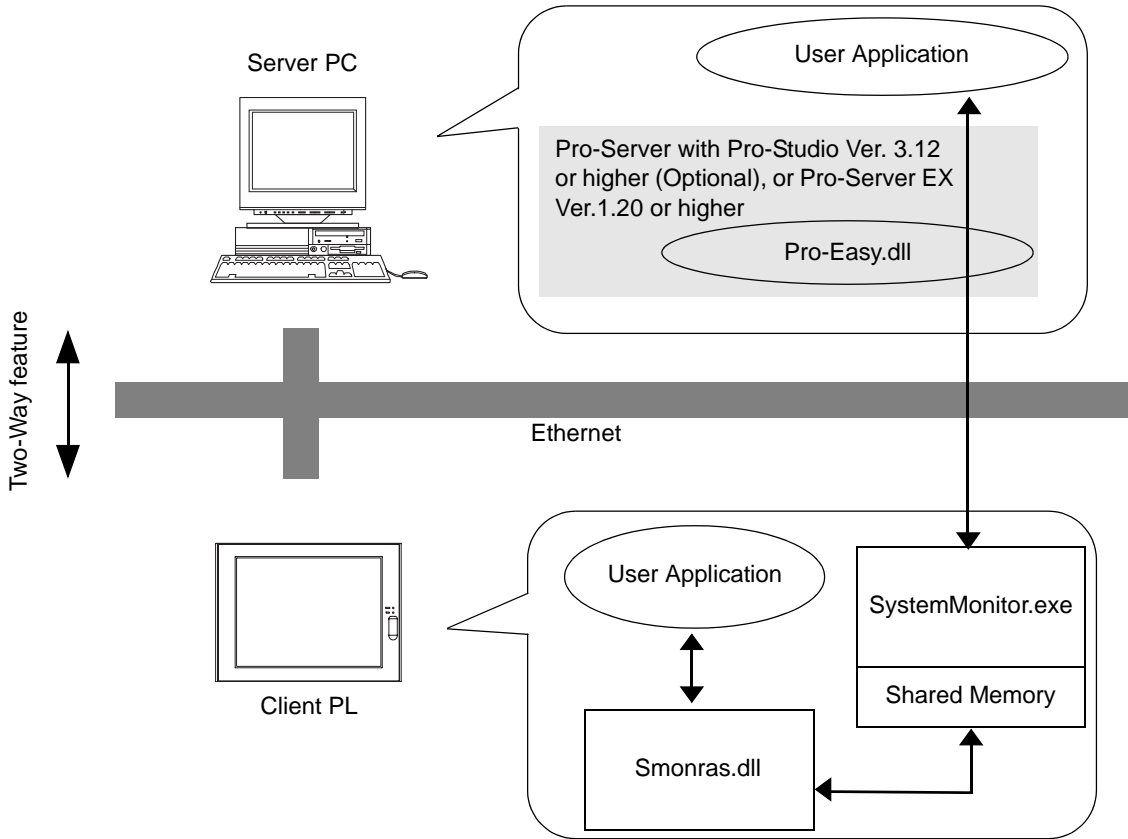 Server PC
User Application
Pro-Server with Pro-Studio Ver. 3.12
or higher (Optional), or Pro-Server EX
Ver.1.20 or higher
Pro-Easy.dll
Two-Way feature
Ethernet
User Application
SystemMonitor.exe
Shared Memory
Client PL
Smonras.dll